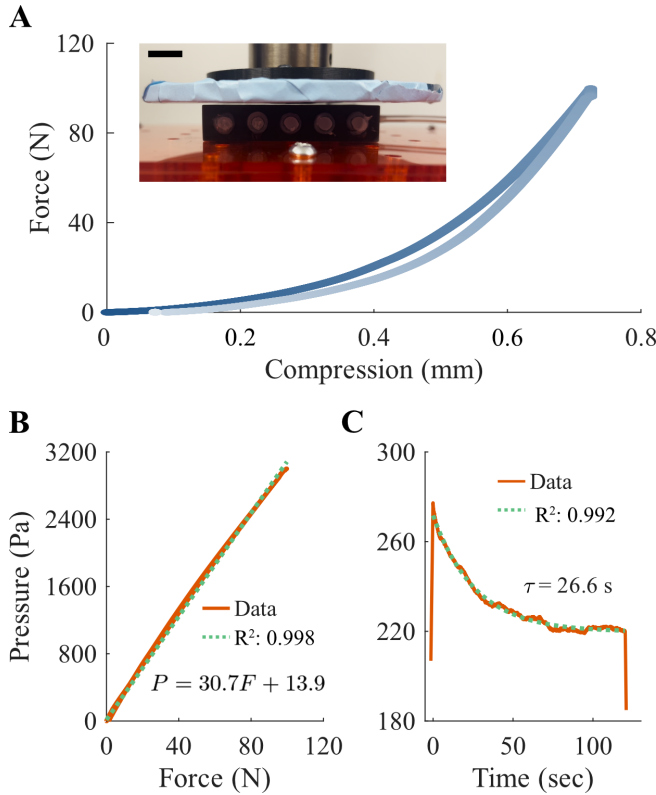 A
120
80
40
0
Force (N)
0
0.2
0.4
0.6
0.8
Compression (mm)
B
3200
2400
1600
800
0
Pressure (Pa)
Data
R²: 0.998
P = 30.7F + 13.9
0
40
80
120
Force (N)
C
300
260
220
180
Data
R²: 0.992
τ = 26.6 s
0
50
100
Time (sec)